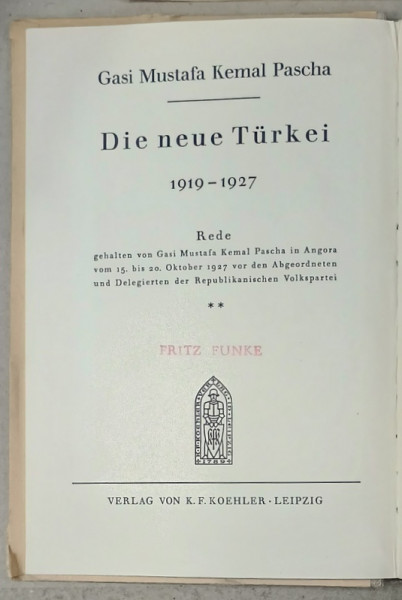 Gasi Mustafa Kemal Pascha
Die neue Türkei
1919–1927
Rede
gehalten von Gasi Mustafa Kemal Pascha in Angora
vom 15. bis 20. Oktober 1927 vor den Abgeordneten
und Delegierten der Republikanischen Volkspartei
**
FRITZ FUNKE
1789
VERLAG VON K. F. KOEHLER · LEIPZIG